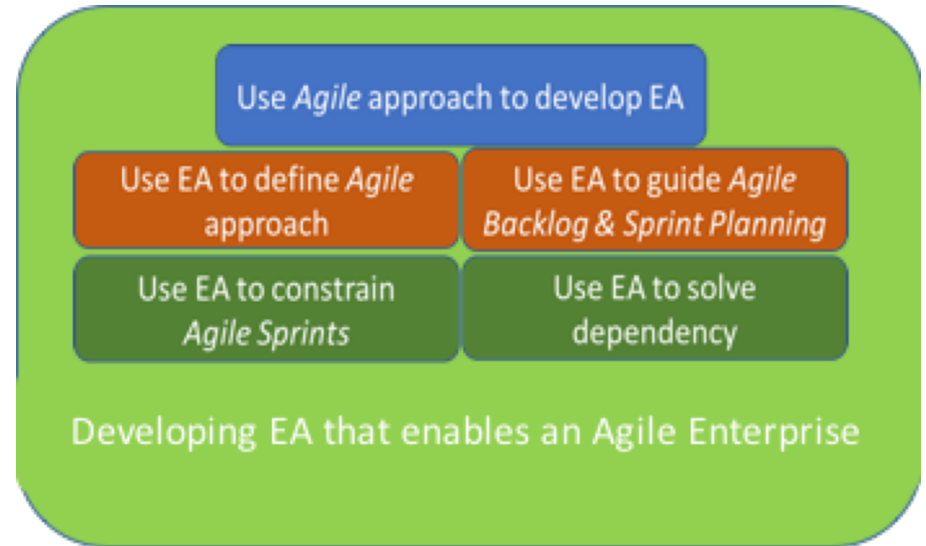 Use Agile approach to develop EA
Use EA to define Agile
approach
Use EA to guide Agile
Backlog & Sprint Planning
Use EA to constrain
Agile Sprints
Use EA to solve
dependency
Developing EA that enables an Agile Enterprise